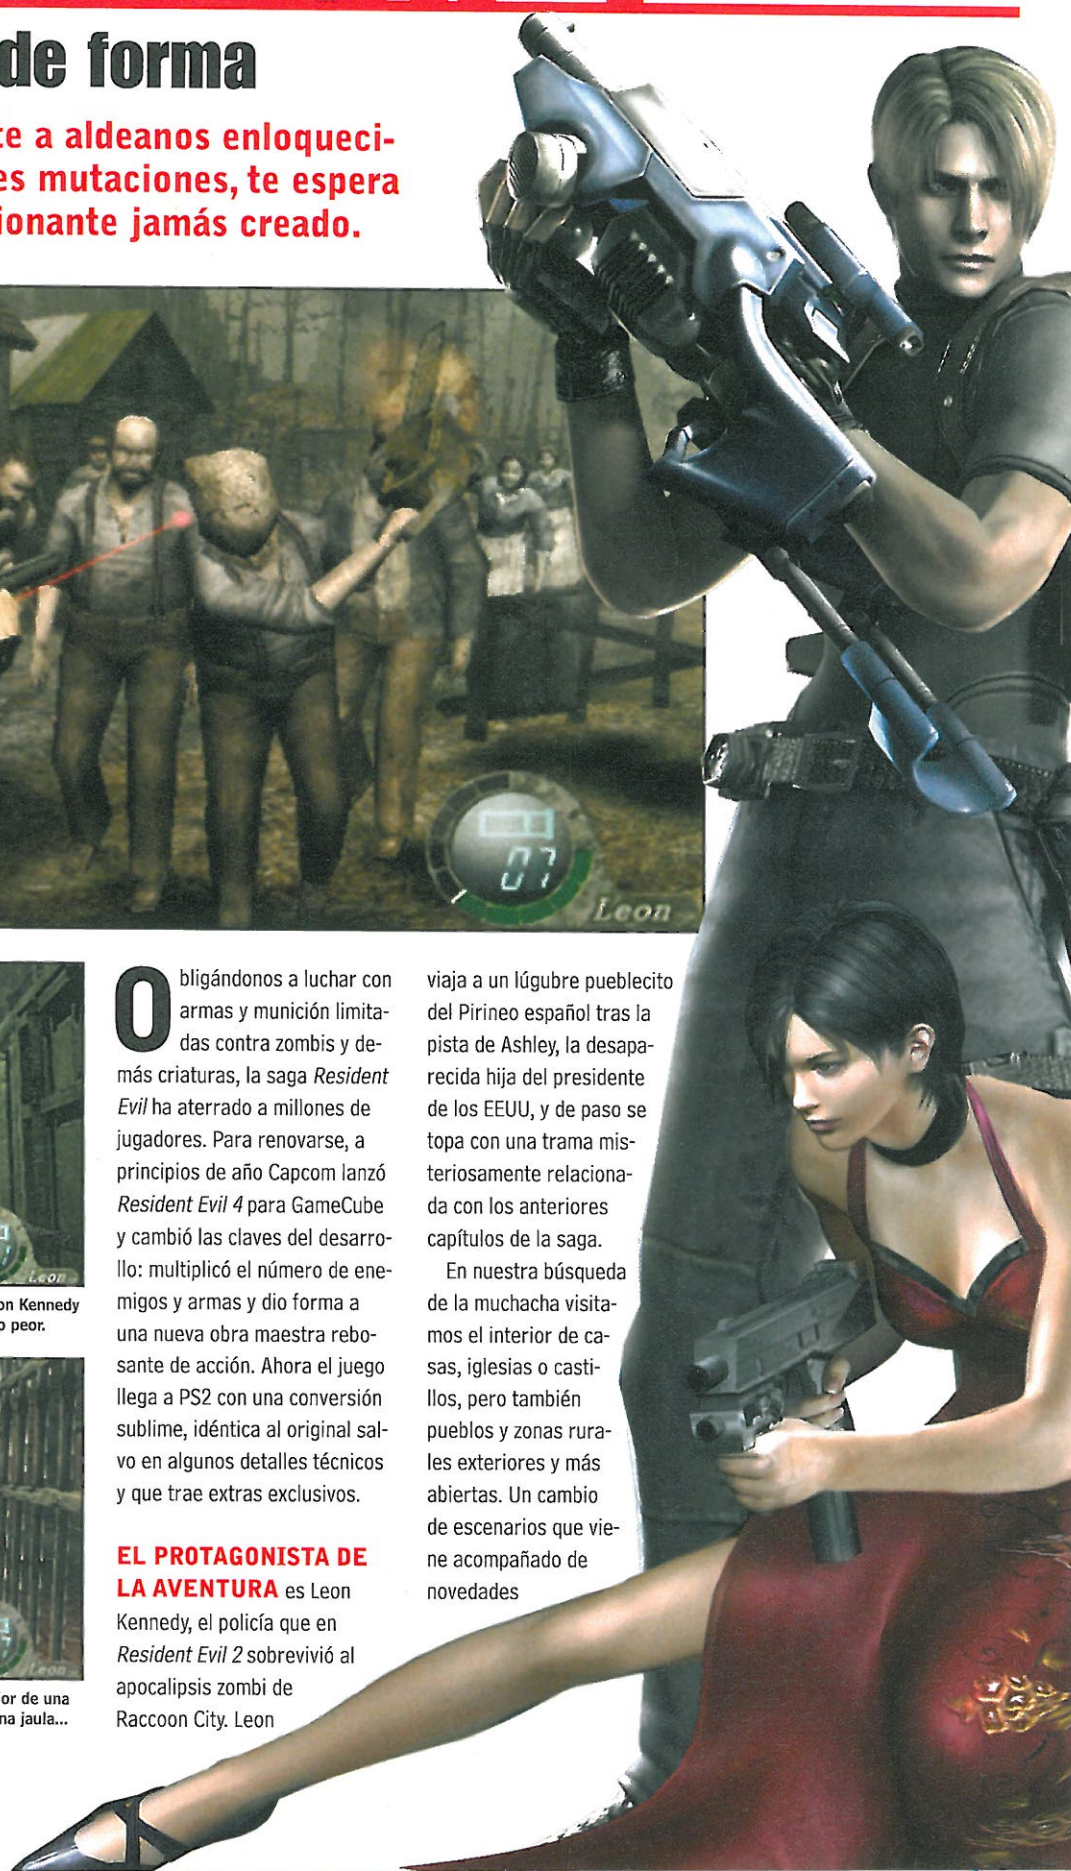 de forma
te a aldeanos enloqueci-
es mutaciones, te espera
ionante jamás creado.
07
Leon
Leon
on Kennedy
o peor.
Leon
or de una
na jaula...
Obligándonos a luchar con
armas y munición limita-
das contra zombis y de-
más criaturas, la saga Resident
Evil ha aterrado a millones de
jugadores. Para renovarse, a
principios de año Capcom lanzó
Resident Evil 4 para GameCube
y cambió las claves del desarro-
llo: multiplicó el número de ene-
migos y armas y dio forma a
una nueva obra maestra rebo-
sante de acción. Ahora el juego
llega a PS2 con una conversión
sublime, idéntica al original sal-
vo en algunos detalles técnicos
y que trae extras exclusivos.
EL PROTAGONISTA DE
LA AVENTURA es Leon
Kennedy, el policía que en
Resident Evil 2 sobrevivió al
apocalipsis zombi de
Raccoon City. Leon
viaja a un lúgubre pueblecito
del Pirineo español tras la
pista de Ashley, la desapa-
recida hija del presidente
de los EEUU, y de paso se
topa con una trama mis-
teriosamente relaciona-
da con los anteriores
capítulos de la saga.
En nuestra búsqueda
de la muchacha visita-
mos el interior de ca-
sas, iglesias o casti-
llos, pero también
pueblos y zonas rura-
les exteriores y más
abiertas. Un cambio
de escenarios que vie-
ne acompañado de
novedades